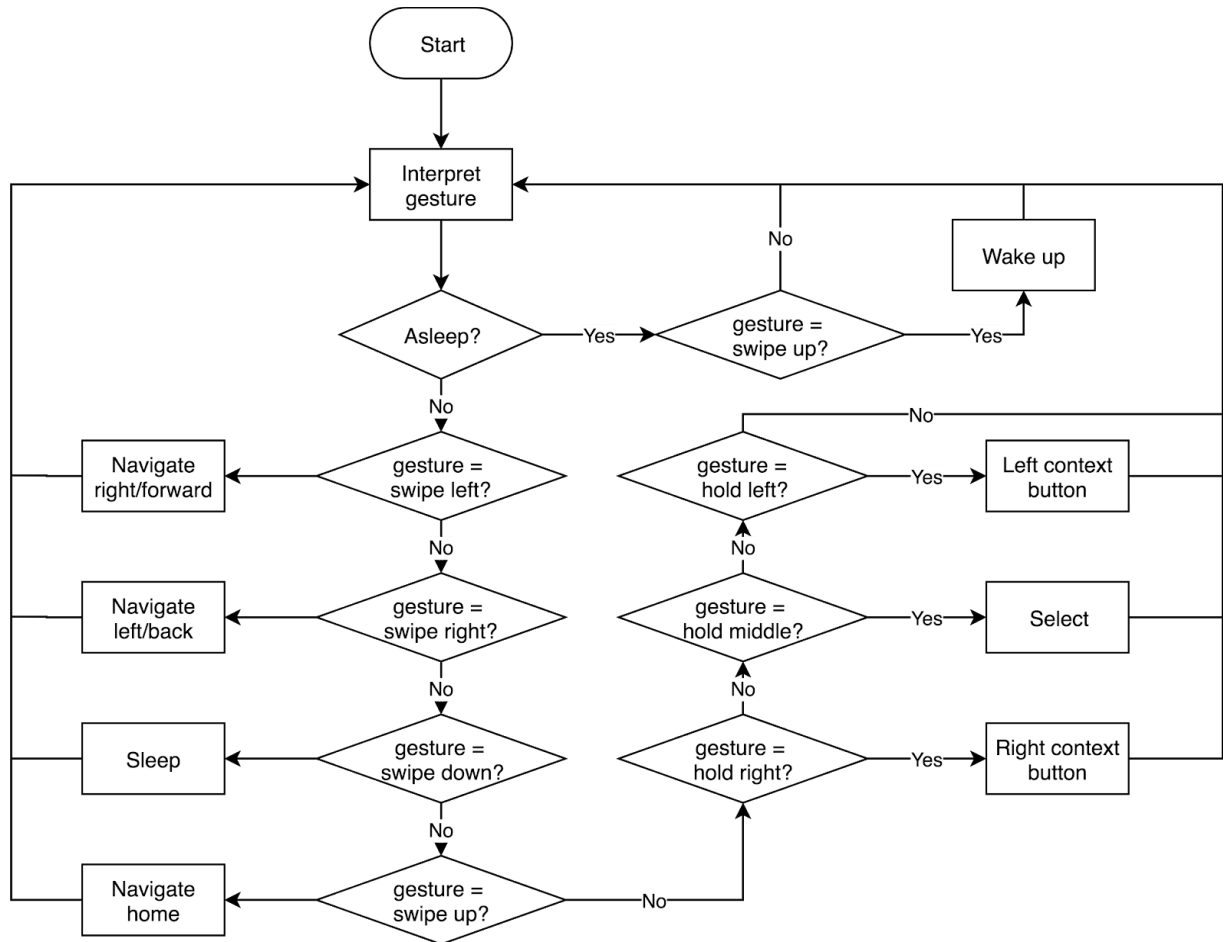 Start
Interpret
gesture
No
Wake up
Asleep?
Yes
gesture =
swipe up?
Yes
No
No
Navigate
right/forward
gesture =
swipe left?
gesture =
hold left?
Yes
Left context
button
No
No
Navigate
left/back
gesture =
swipe right?
gesture =
hold middle?
Yes
Select
No
No
Sleep
gesture =
swipe down?
gesture =
hold right?
Yes
Right context
button
No
Navigate
home
gesture =
swipe up?
No